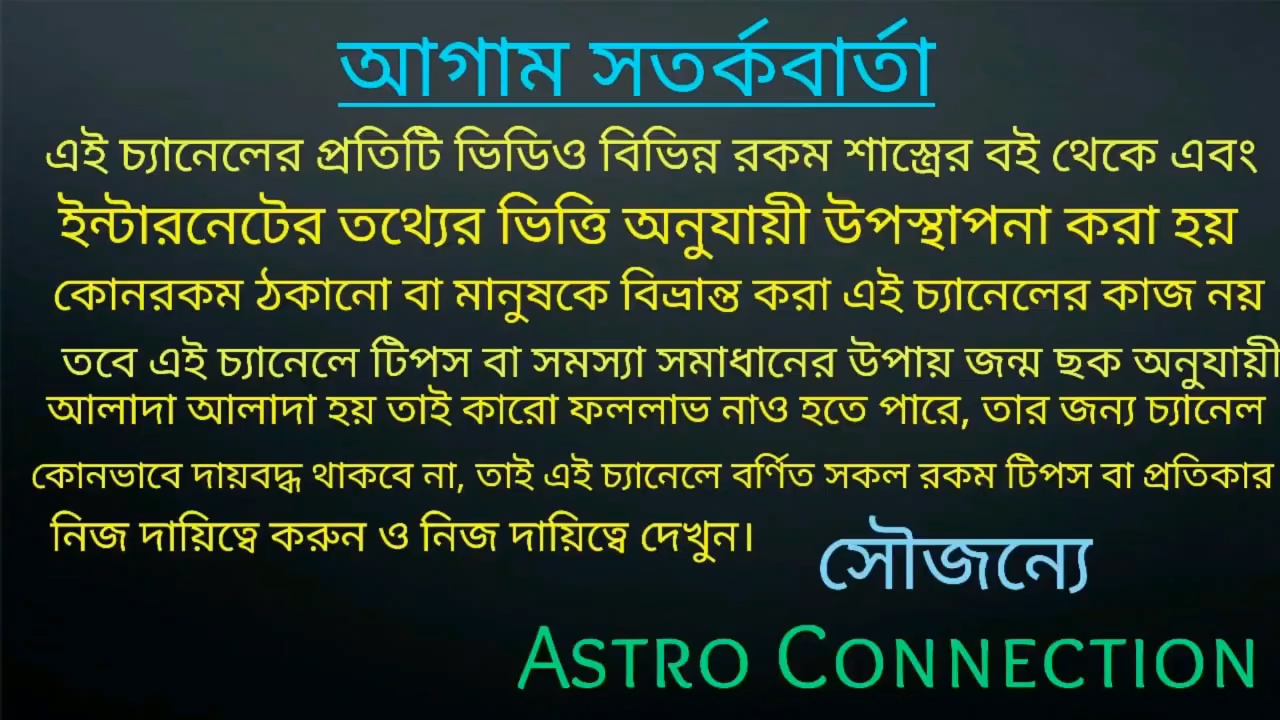 আগাম সতর্কবার্তা
এই চ্যানেলের প্রতিটি ভিডিও বিভিন্ন রকম শাস্ত্রের বই থেকে এবং
ইন্টারনেটের তথ্যের ভিত্তি অনুযায়ী উপস্থাপনা করা হয়
কোনরকম ঠকানো বা মানুষকে বিভ্রান্ত করা এই চ্যানেলের কাজ নয়
তবে এই চ্যানেলে টিপস বা সমস্যা সমাধানের উপায় জন্ম ছক অনুযায়ী
আলাদা আলাদা হয় তাই কারো ফললাভ নাও হতে পারে, তার জন্য চ্যানেল
কোনভাবে দায়বদ্ধ থাকবে না, তাই এই চ্যানেলে বর্ণিত সকল রকম টিপস বা প্রতিকার
নিজ দায়িত্বে করুন ও নিজ দায়িত্বে দেখুন।
সৌজন্যে
ASTRO CONNECTION